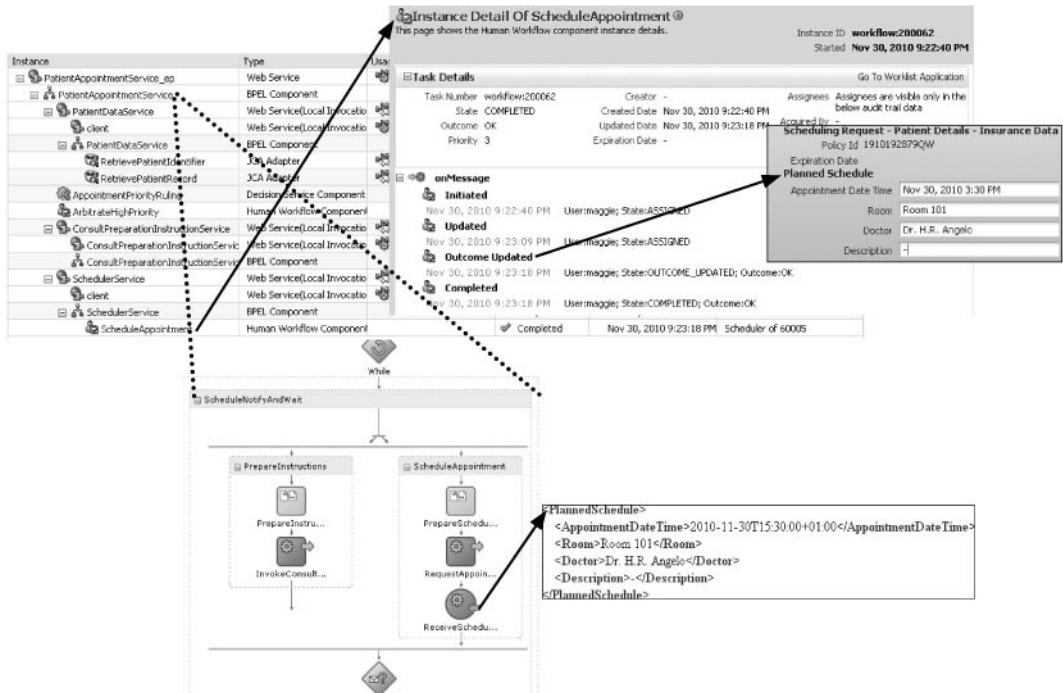 Instance Detail Of ScheduleAppointment
This page shows the Human Workflow component instance details.
Instance ID workflow:200062
Started Nov 30, 2010 9:22:40 PM
Instance Type
PatientAppointmentService_ep Web Service
PatientAppointmentService BPEL Component
PatientDataService Web Service(Local Invocatio
client Web Service(Local Invocatio
PatientDataService BPEL Component
RetrievePatientIdentifier JCA Adapter
RetrievePatientRecord JCA Adapter
AppointmentPriorityRuling Decision Service Component
ArbitrateHighPriority Human Workflow Component
ConsultPreparationInstructionService Web Service(Local Invocatio
ConsultPreparationInstructionServic Web Service(Local Invocatio
ConsultPreparationInstructionServic BPEL Component
SchedulerService Web Service(Local Invocatio
client Web Service(Local Invocatio
SchedulerService BPEL Component
ScheduleAppointment Human Workflow Component
Completed Nov 30, 2010 9:23:18 PM Scheduler of 60005
Task Details Go To Worklist Application
Task Number workflow:200062 Creator - Assignees Assignees are visible only in the
State COMPLETED Created Date Nov 30, 2010 9:22:40 PM below audit trail data
Outcome OK Updated Date Nov 30, 2010 9:23:18 PM Acquired By -
Priority 3 Expiration Date -
onMessage
Initiated
Nov 30, 2010 9:22:40 PM User:maggie; State:ASSIGNED
Updated
Nov 30, 2010 9:23:09 PM User:maggie; State:ASSIGNED
Outcome Updated
Nov 30, 2010 9:23:18 PM User:maggie; State:OUTCOME_UPDATED; Outcome:OK
Completed
Nov 30, 2010 9:23:18 PM User:maggie; State:COMPLETED; Outcome:OK
Scheduling Request - Patient Details - Insurance Data
Policy Id 1910192879QW
Expiration Date
Planned Schedule
Appointment Date Time Nov 30, 2010 3:30 PM
Room Room 101
Doctor Dr. H.R. Angelo
Description -
While
ScheduleNotifyAndWait
PrepareInstructions ScheduleAppointment
PrepareInstru... PrepareSchedu...
InvokeConsult... RequestAppoin...
ReceiveSchedu...
<PlannedSchedule>
<AppointmentDateTime>2010-11-30T15:30:00+01:00</AppointmentDateTime>
<Room>Room 101</Room>
<Doctor>Dr. H.R. Angelo</Doctor>
<Description>-</Description>
</PlannedSchedule>